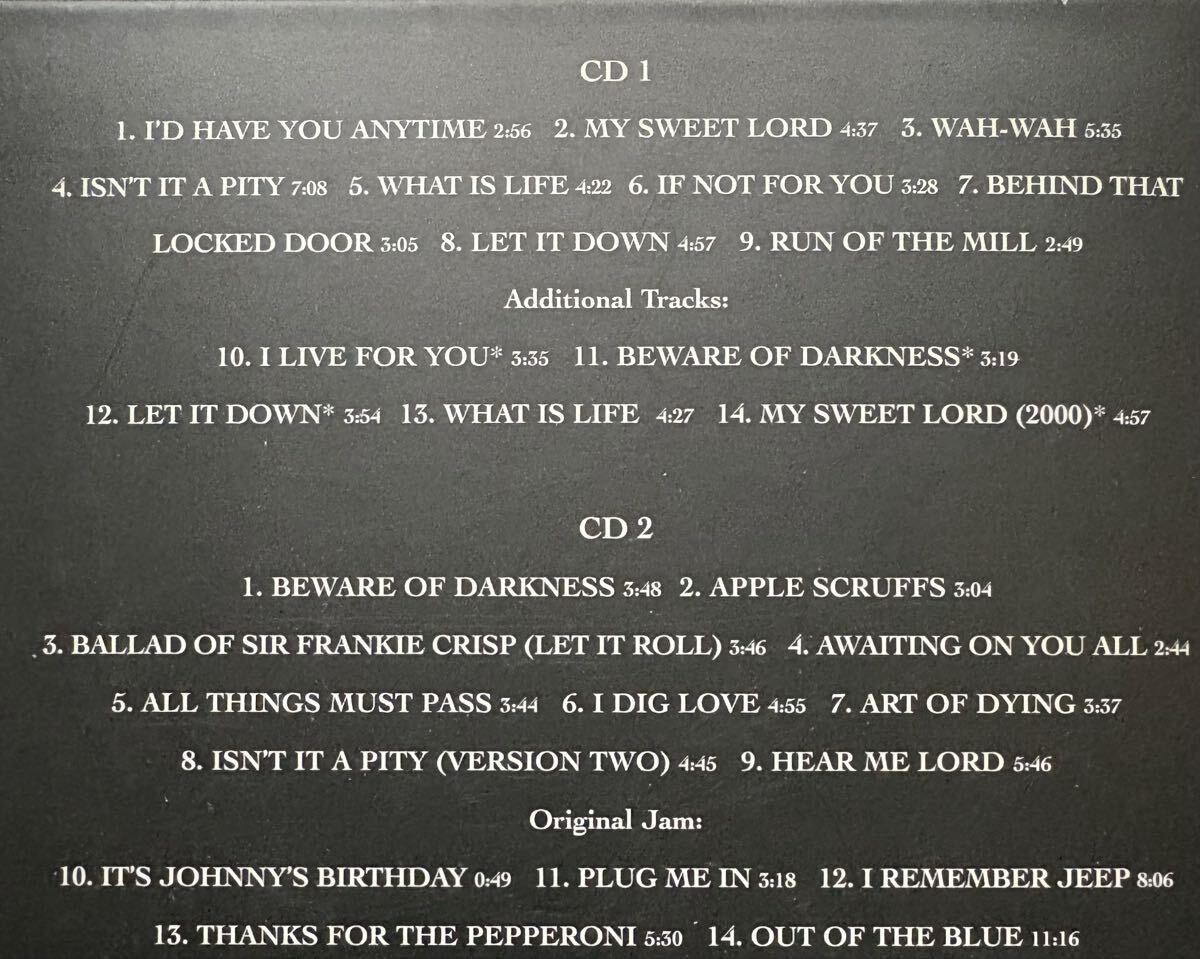 CD 1
1. I'D HAVE YOU ANYTIME 2:56 2. MY SWEET LORD 4:37 3. WAH-WAH 5:35
4. ISN'T IT A PITY 7:08 5. WHAT IS LIFE 4:22 6. IF NOT FOR YOU 3:28 7. BEHIND THAT
LOCKED DOOR 3:05 8. LET IT DOWN 4:57 9. RUN OF THE MILL 2:49
Additional Tracks:
10. I LIVE FOR YOU* 3:35 11. BEWARE OF DARKNESS* 3:19
12. LET IT DOWN* 3:54 13. WHAT IS LIFE 4:27 14. MY SWEET LORD (2000)* 4:57
CD 2
1. BEWARE OF DARKNESS 3:48 2. APPLE SCRUFFS 3:04
3. BALLAD OF SIR FRANKIE CRISP (LET IT ROLL) 3:46 4. AWAITING ON YOU ALL 2:44
5. ALL THINGS MUST PASS 3:44 6. I DIG LOVE 4:55 7. ART OF DYING 3:37
8. ISN'T IT A PITY (VERSION TWO) 4:45 9. HEAR ME LORD 5:46
Original Jam:
10. IT'S JOHNNY'S BIRTHDAY 0:49 11. PLUG ME IN 3:18 12. I REMEMBER JEEP 8:06
13. THANKS FOR THE PEPPERONI 5:30 14. OUT OF THE BLUE 11:16